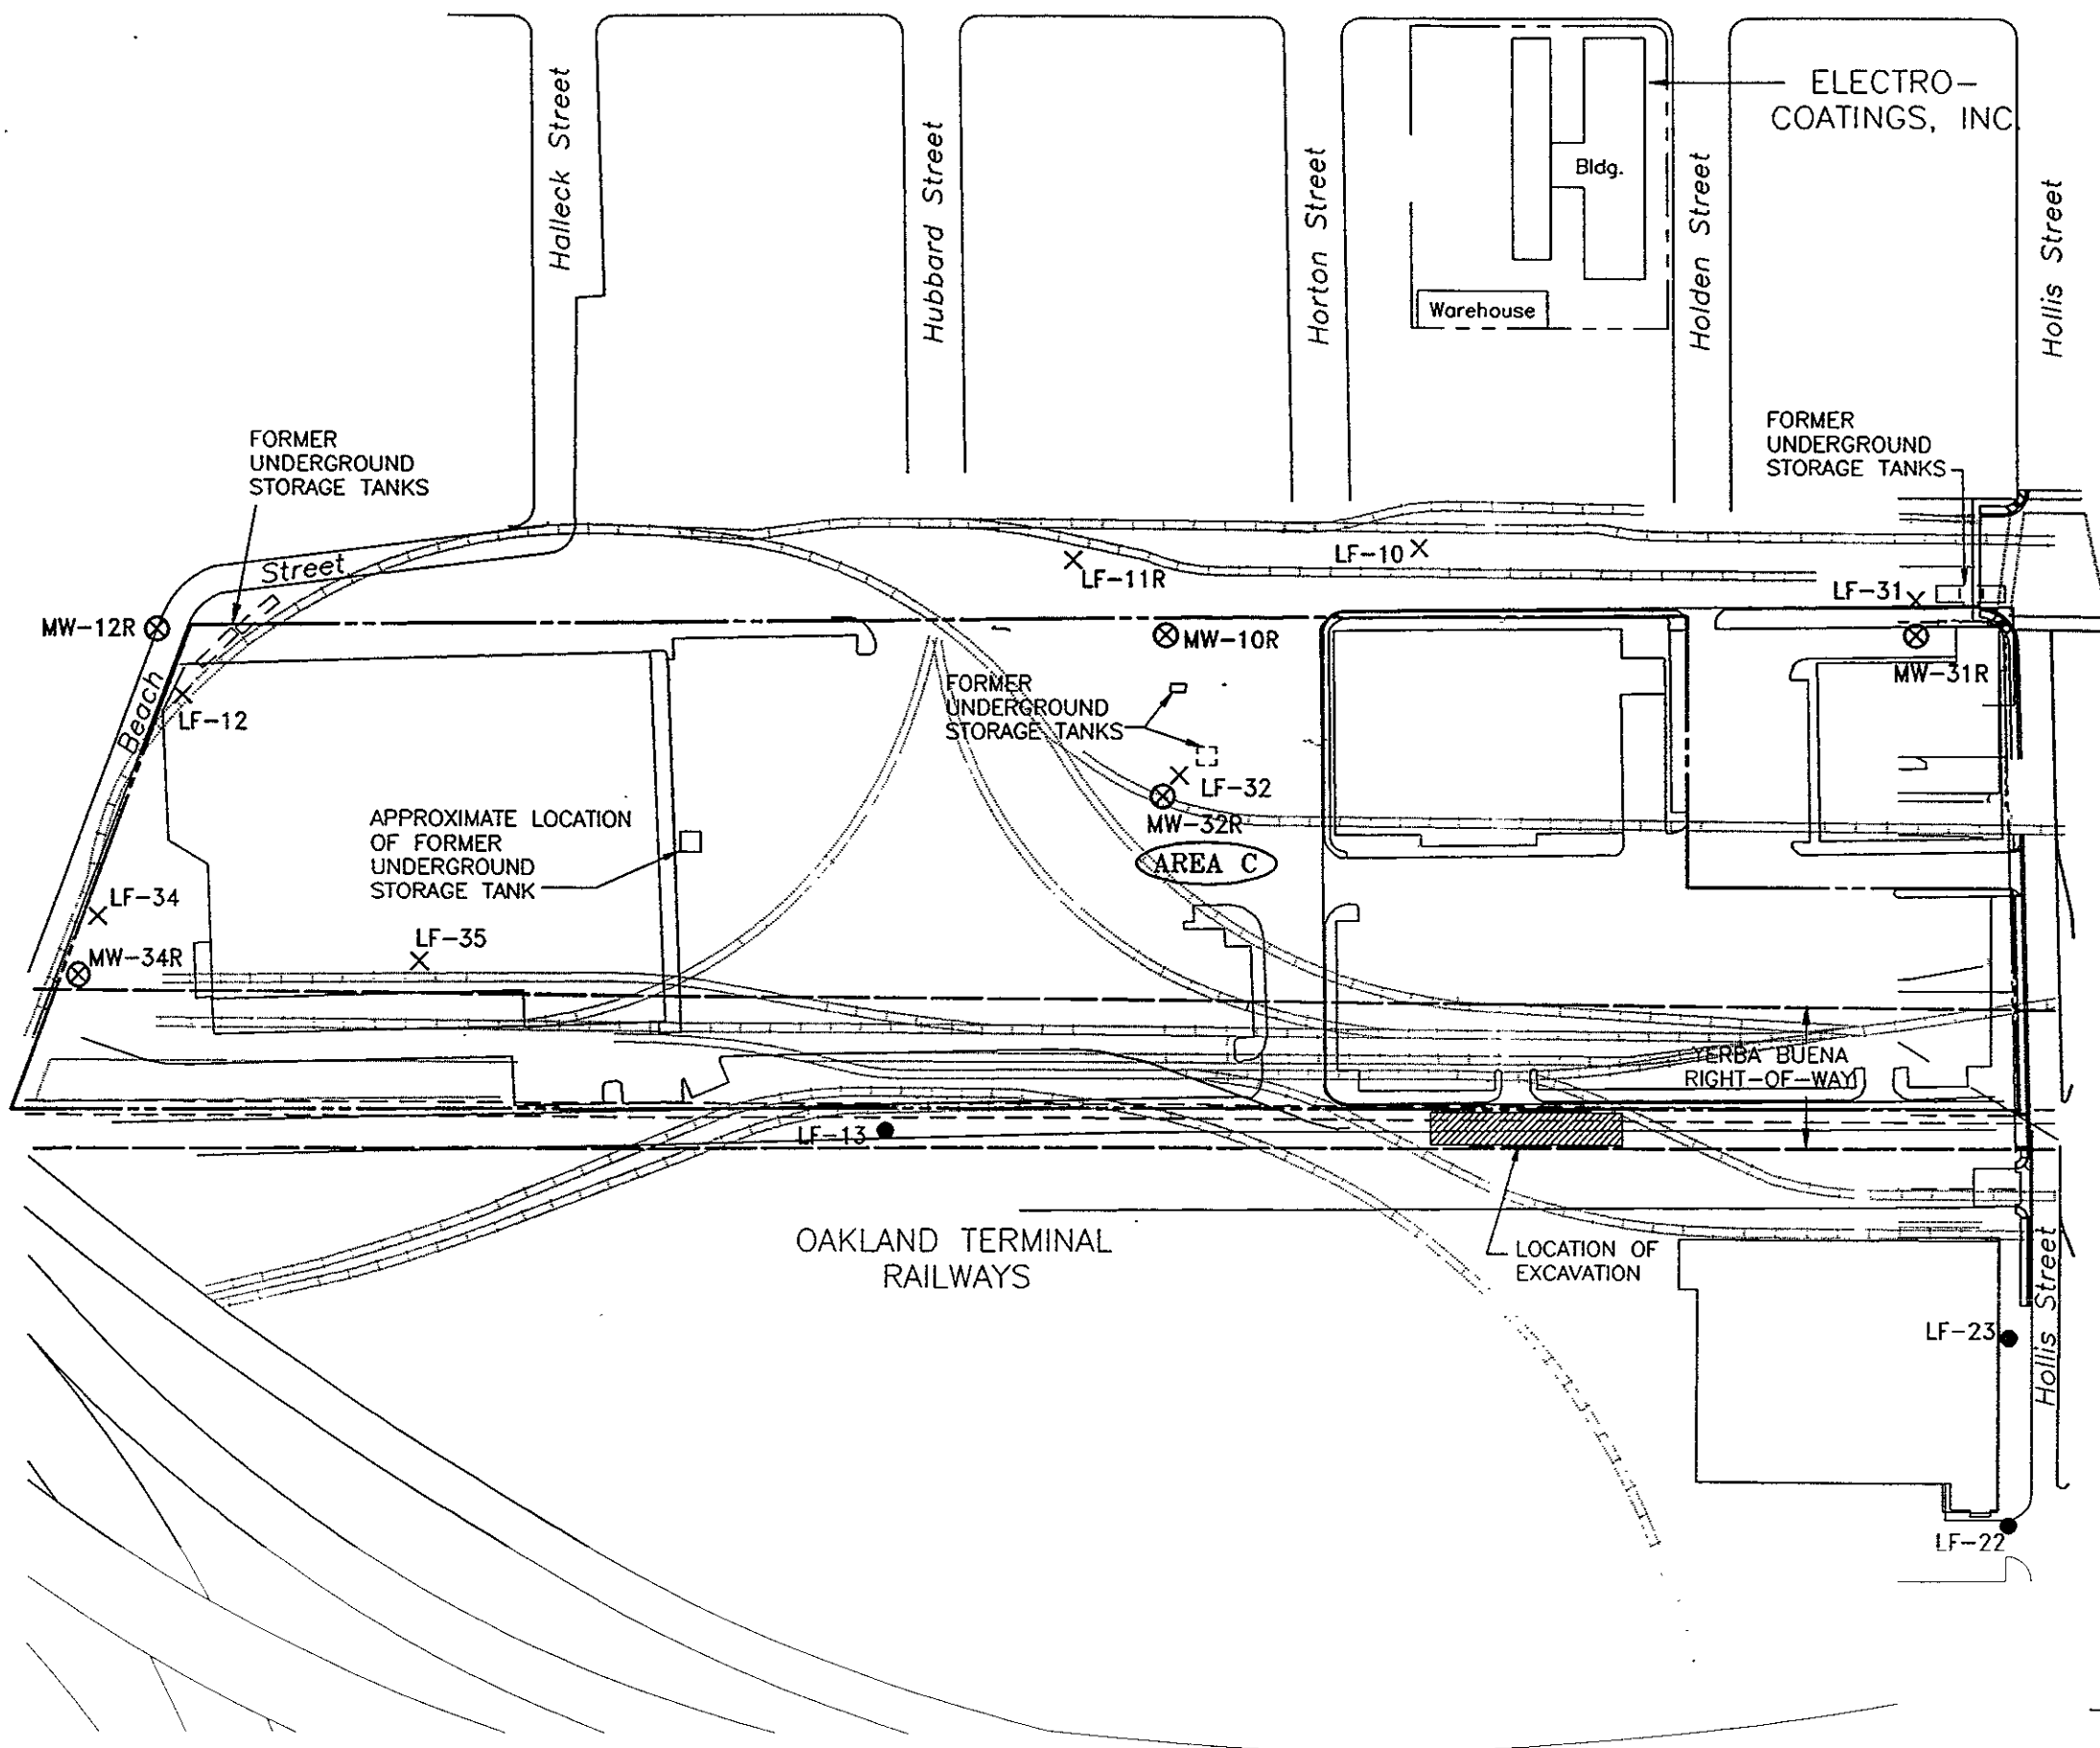 ELECTRO-
COATINGS, INC.
Halleck Street
Hubbard Street
Horton Street
Holden Street
Hollis Street
Bldg.
Warehouse
FORMER
UNDERGROUND
STORAGE TANKS
FORMER
UNDERGROUND
STORAGE TANKS
Street
Beach
LF-11R
LF-10
LF-31
MW-12R
MW-10R
MW-31R
LF-12
FORMER
UNDERGROUND
STORAGE TANKS
LF-32
MW-32R
AREA C
APPROXIMATE LOCATION
OF FORMER
UNDERGROUND
STORAGE TANK
LF-34
LF-35
MW-34R
YERBA BUENA
RIGHT-OF-WAY
LF-13
OAKLAND TERMINAL
RAILWAYS
LOCATION OF
EXCAVATION
LF-23
Hollis Street
LF-22